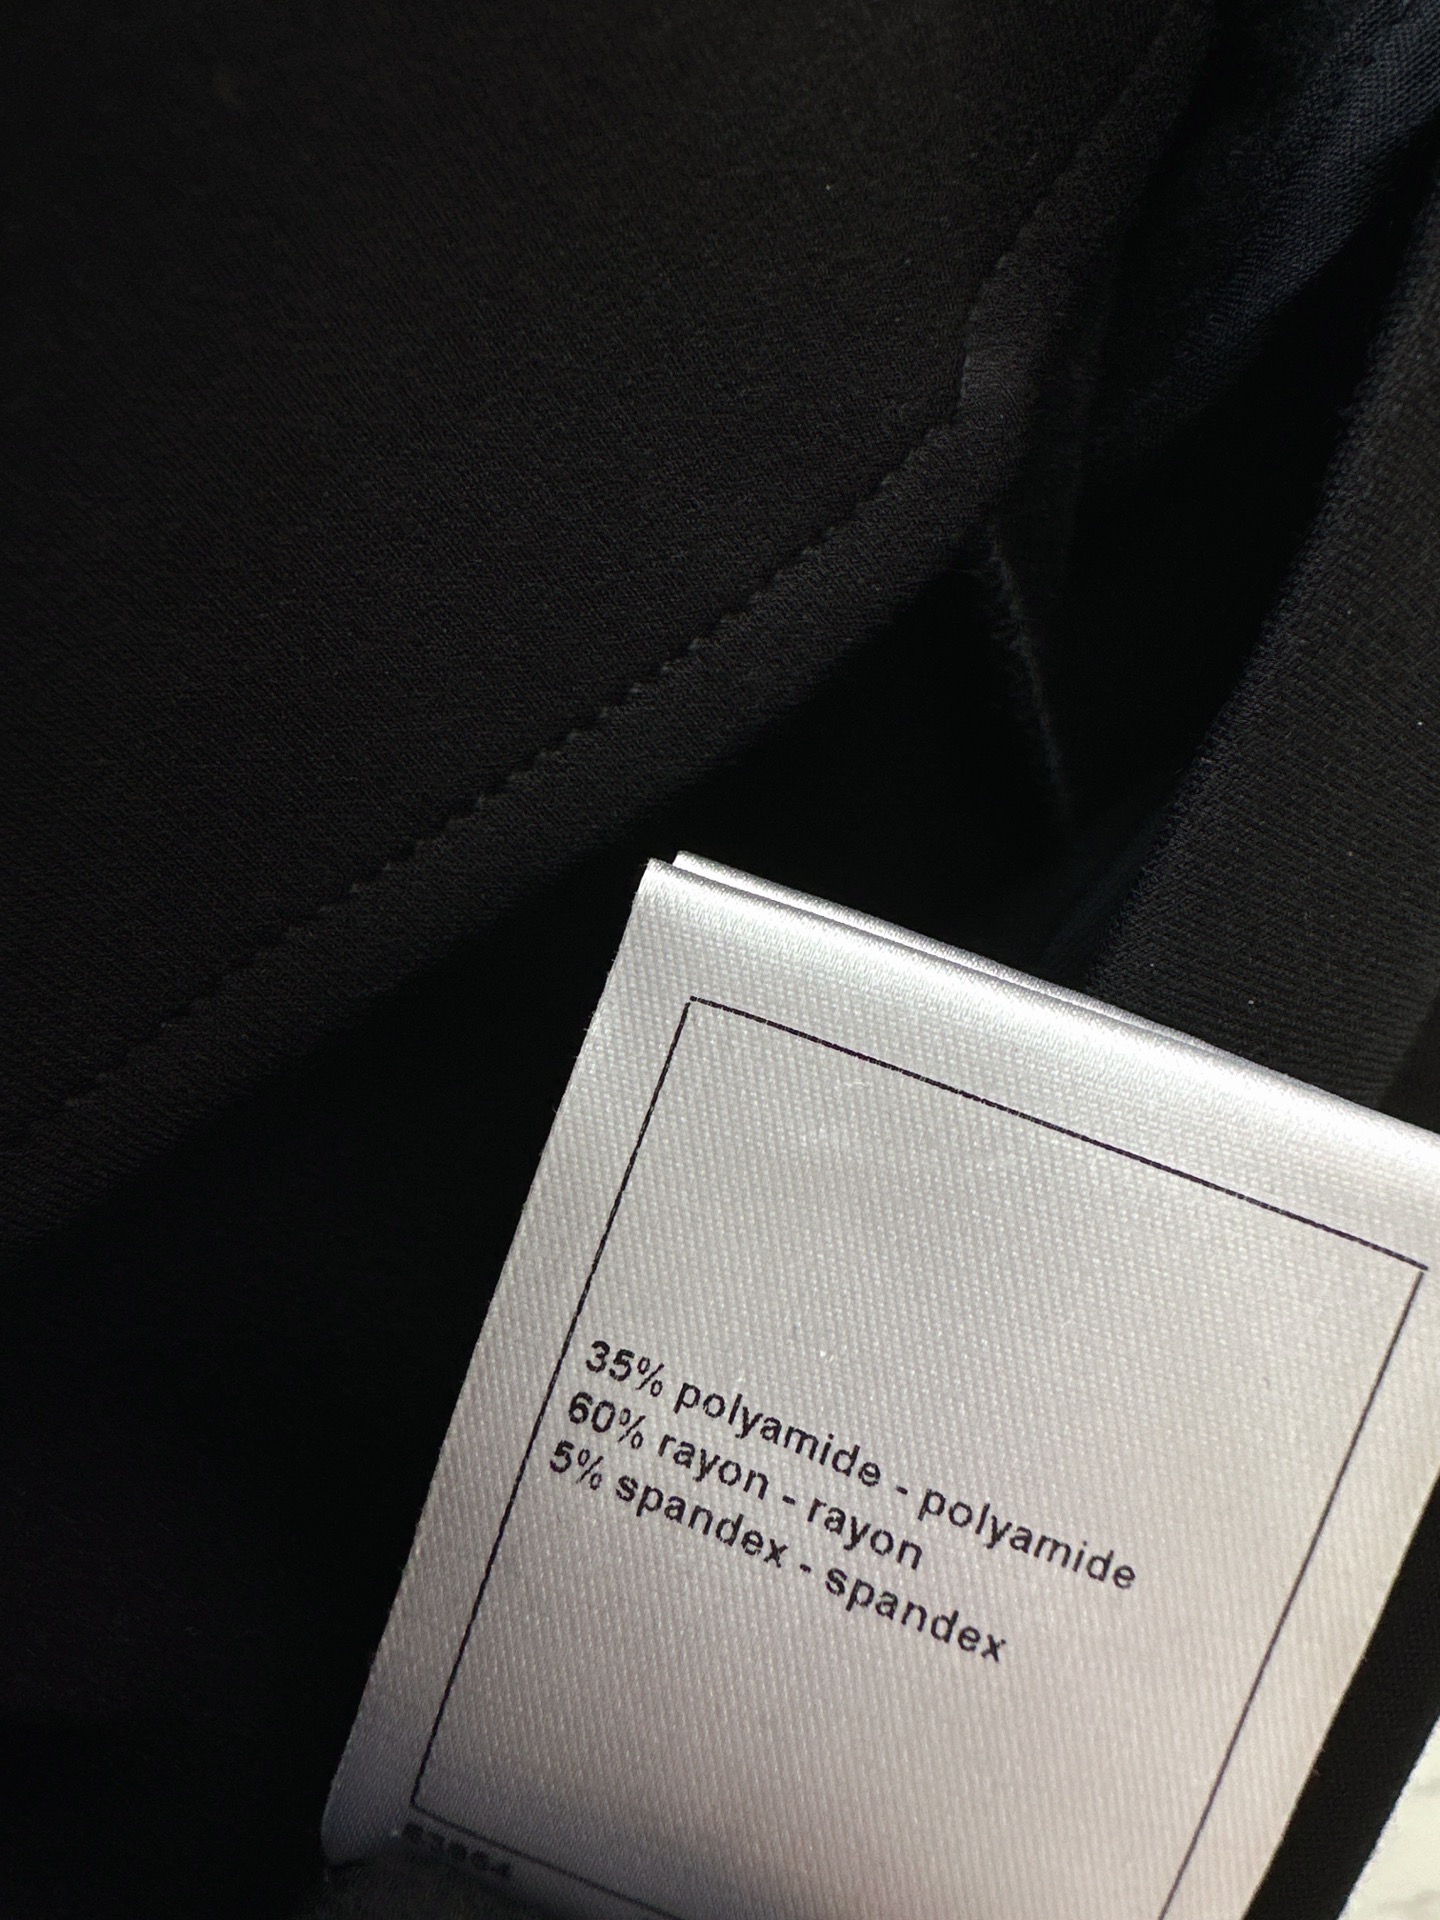 35% polyamide - polyamide
60% rayon - rayon
5% spandex - spandex